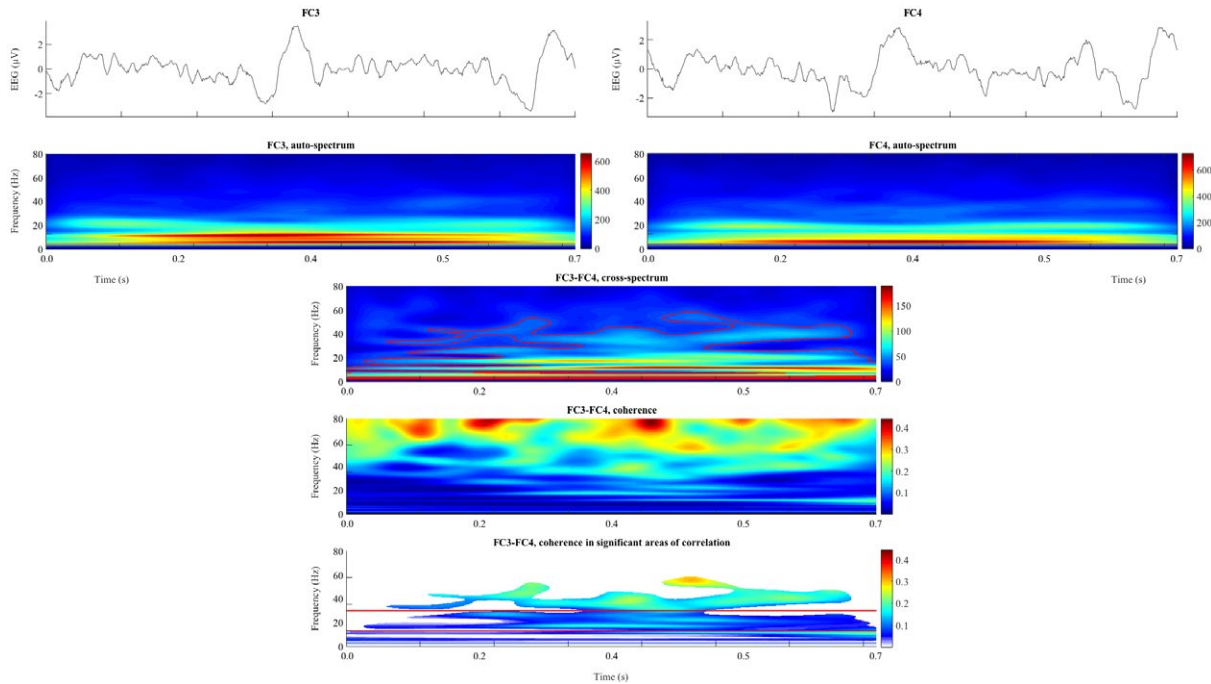 FC3
EEG (μV)
2
0
-2
FC4
EEG (μV)
2
0
-2
FC3, auto-spectrum
Frequency (Hz)
80
60
40
20
0
0.0 0.2 0.4 0.5 0.7
Time (s)
600
400
200
0
FC4, auto-spectrum
80
60
40
20
0
0.0 0.2 0.4 0.5 0.7
Time (s)
600
400
200
0
FC3-FC4, cross-spectrum
Frequency (Hz)
80
60
40
20
0
0.0 0.2 0.4 0.5 0.7
150
100
50
0
FC3-FC4, coherence
Frequency (Hz)
80
60
40
20
0
0.0 0.2 0.4 0.5 0.7
0.4
0.3
0.2
0.1
FC3-FC4, coherence in significant areas of correlation
Frequency (Hz)
80
60
40
20
0
0.0 0.2 0.4 0.5 0.7
Time (s)
0.4
0.3
0.2
0.1